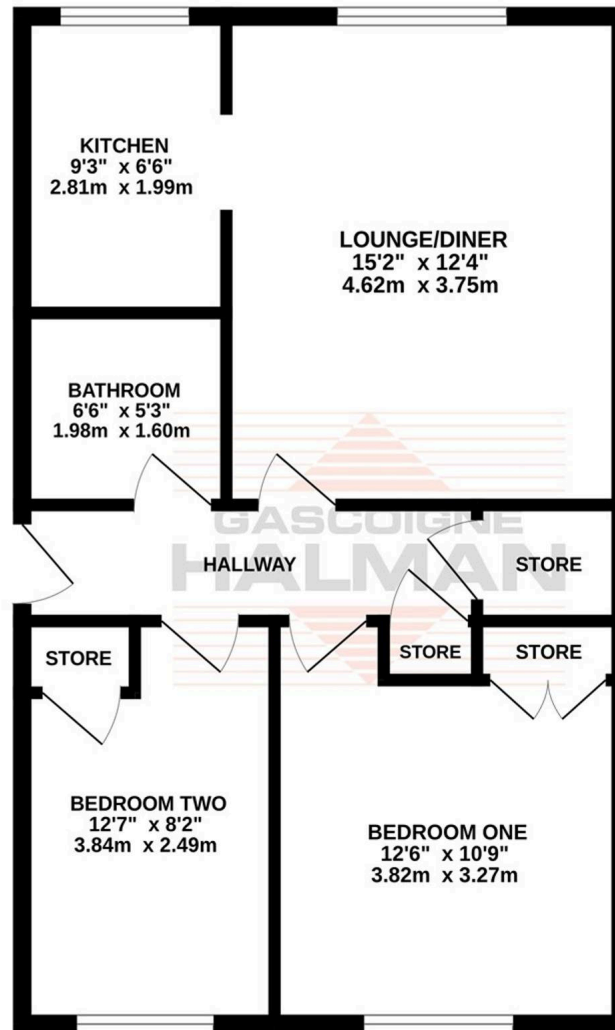 KITCHEN
9'3" x 6'6"
2.81m x 1.99m
LOUNGE/DINER
15'2" x 12'4"
4.62m x 3.75m
BATHROOM
6'6" x 5'3"
1.98m x 1.60m
GASCOIGNE
HALMAN
HALLWAY
STORE
STORE
STORE
STORE
BEDROOM TWO
12'7" x 8'2"
3.84m x 2.49m
BEDROOM ONE
12'6" x 10'9"
3.82m x 3.27m